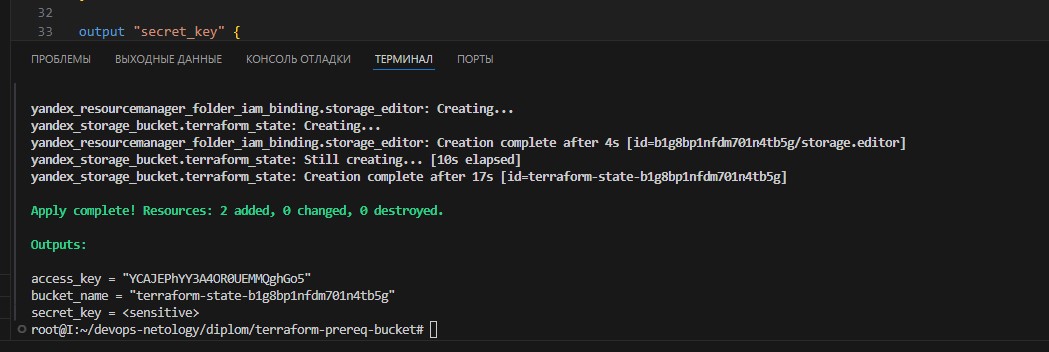 32
33 output "secret_key" {
ПРОБЛЕМЫ ВЫХОДНЫЕ ДАННЫЕ КОНСОЛЬ ОТЛАДКИ ТЕРМИНАЛ ПОРТЫ
yandex_resourcemanager_folder_iam_binding.storage_editor: Creating...
yandex_storage_bucket.terraform_state: Creating...
yandex_resourcemanager_folder_iam_binding.storage_editor: Creation complete after 4s [id=b1g8bp1nfdm701n4tb5g/storage.editor]
yandex_storage_bucket.terraform_state: Still creating... [10s elapsed]
yandex_storage_bucket.terraform_state: Creation complete after 17s [id=terraform-state-b1g8bp1nfdm701n4tb5g]
Apply complete! Resources: 2 added, 0 changed, 0 destroyed.
Outputs:
access_key = "YCAJEPhYY3A4OR0UEMMQghGo5"
bucket_name = "terraform-state-b1g8bp1nfdm701n4tb5g"
secret_key = <sensitive>
root@I:~/devops-netology/diplom/terraform-prereq-bucket#